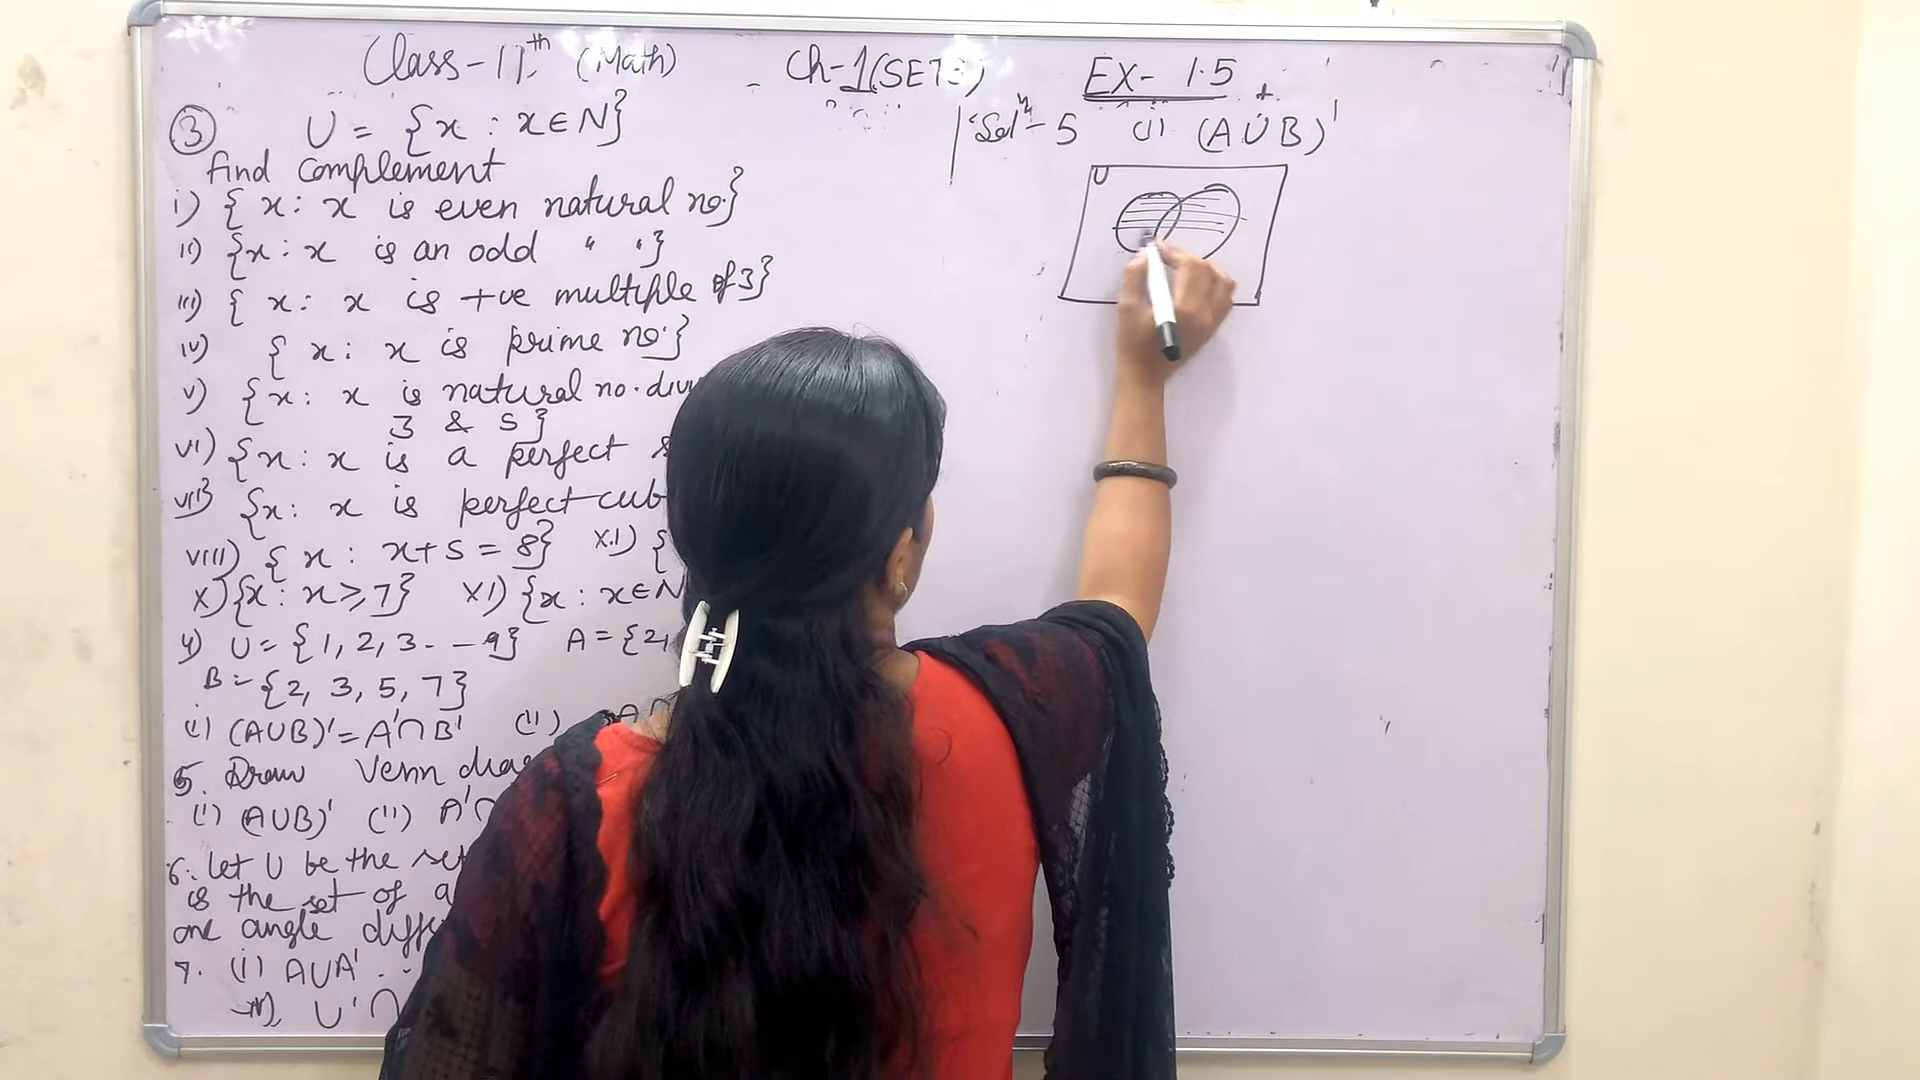 Class-11th (Math) Ch-1 (SETS) EX- 1.5
③ U = {x : x∈N}
find complement
i) {x : x is even natural no.}
ii) {x : x is an odd " "}
iii) {x : x is +ve multiple of 3}
iv) {x : x is prime no.}
v) {x : x is natural no. div
3 & 5}
vi) {x : x is a perfect s
vii) {x : x is perfect cub
viii) {x : x+5 = 8} x.i) {
x) {x : x ≥ 7} xi) {x : x∈N
4) U = {1, 2, 3 - - 9} A = {2,
B = {2, 3, 5, 7}
(i) (A∪B)' = A'∩B' (ii) A∩
5. Draw Venn diag
(i) (A∪B)' (ii) A'∩
6. Let U be the set
is the set of a
one angle diff
7. (i) A∪A'
U'∩
Solⁿ- 5 (i) (A∪B)'
U